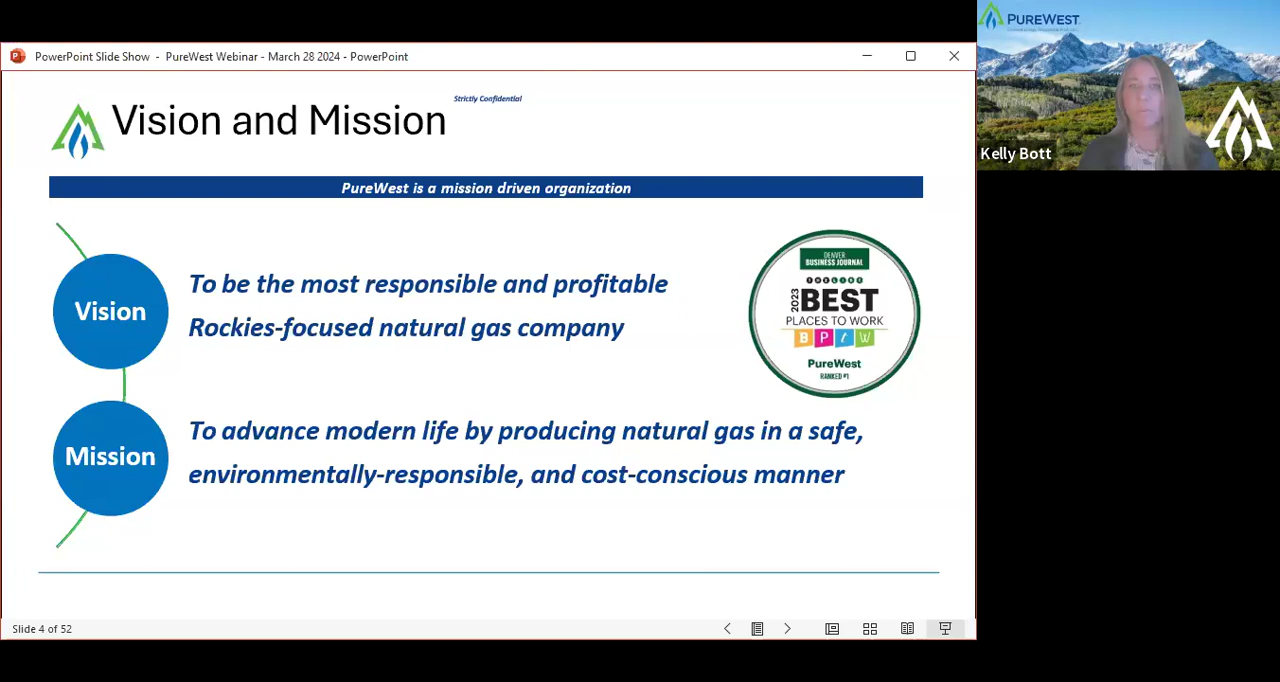 PUREWEST
PowerPoint Slide Show - PureWest Webinar - March 28 2024 - PowerPoint
Strictly Confidential
Vision and Mission
Kelly Bott
PureWest is a mission driven organization
Vision
To be the most responsible and profitable
Rockies-focused natural gas company
DENVER
BUSINESS JOURNAL
2023
BEST
PLACES TO WORK
B P T W
PureWest
RANKED #1
Mission
To advance modern life by producing natural gas in a safe,
environmentally-responsible, and cost-conscious manner
Slide 4 of 52